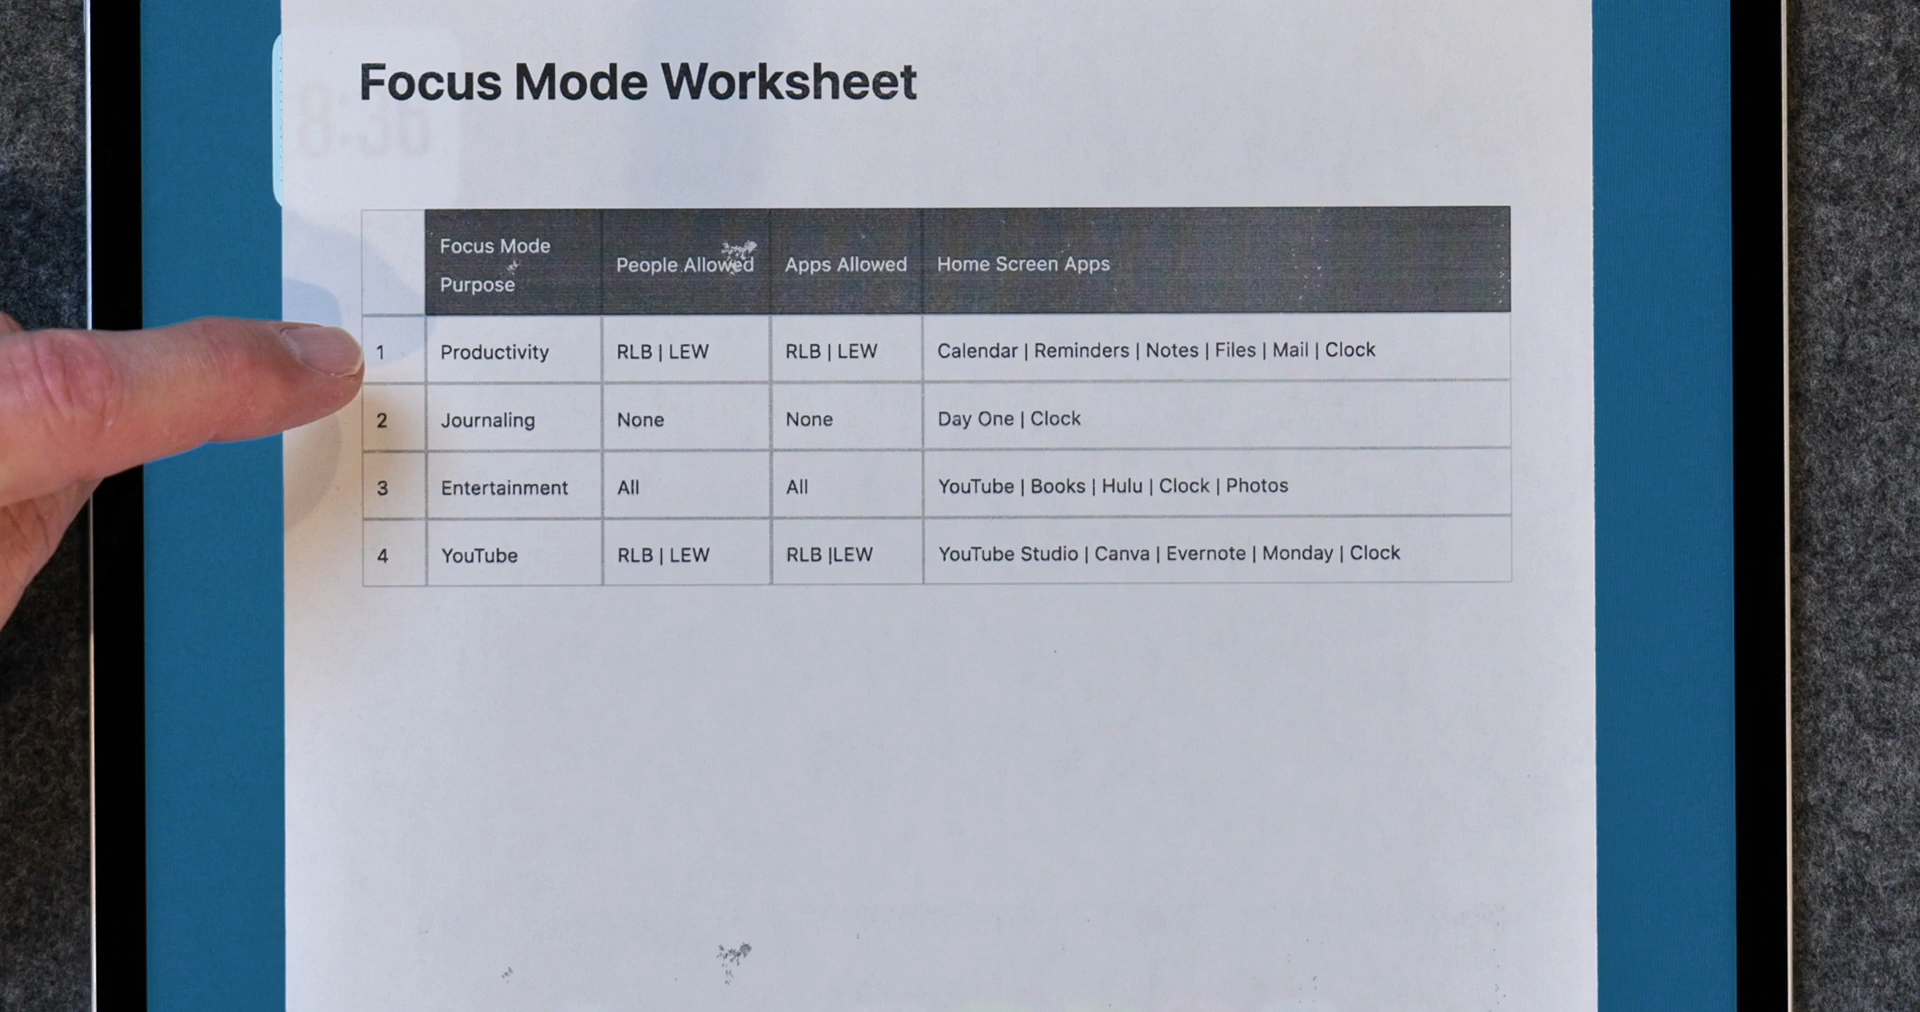 8:36
Focus Mode Worksheet
Focus Mode Purpose People Allowed Apps Allowed Home Screen Apps
1 Productivity RLB | LEW RLB | LEW Calendar | Reminders | Notes | Files | Mail | Clock
2 Journaling None None Day One | Clock
3 Entertainment All All YouTube | Books | Hulu | Clock | Photos
4 YouTube RLB | LEW RLB |LEW YouTube Studio | Canva | Evernote | Monday | Clock